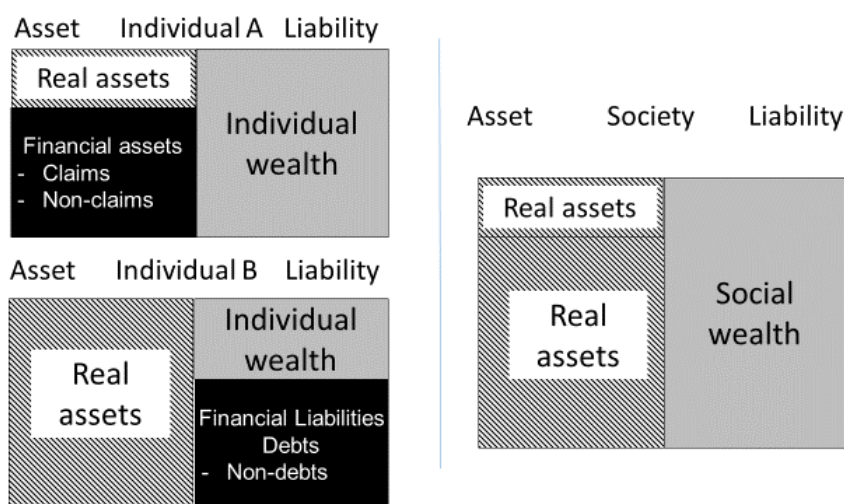 Asset Individual A Liability
Real assets
Financial assets
- Claims
- Non-claims
Individual
wealth
Asset Individual B Liability
Real
assets
Individual
wealth
Financial Liabilities
Debts
- Non-debts
Asset Society Liability
Real assets
Real
assets
Social
wealth